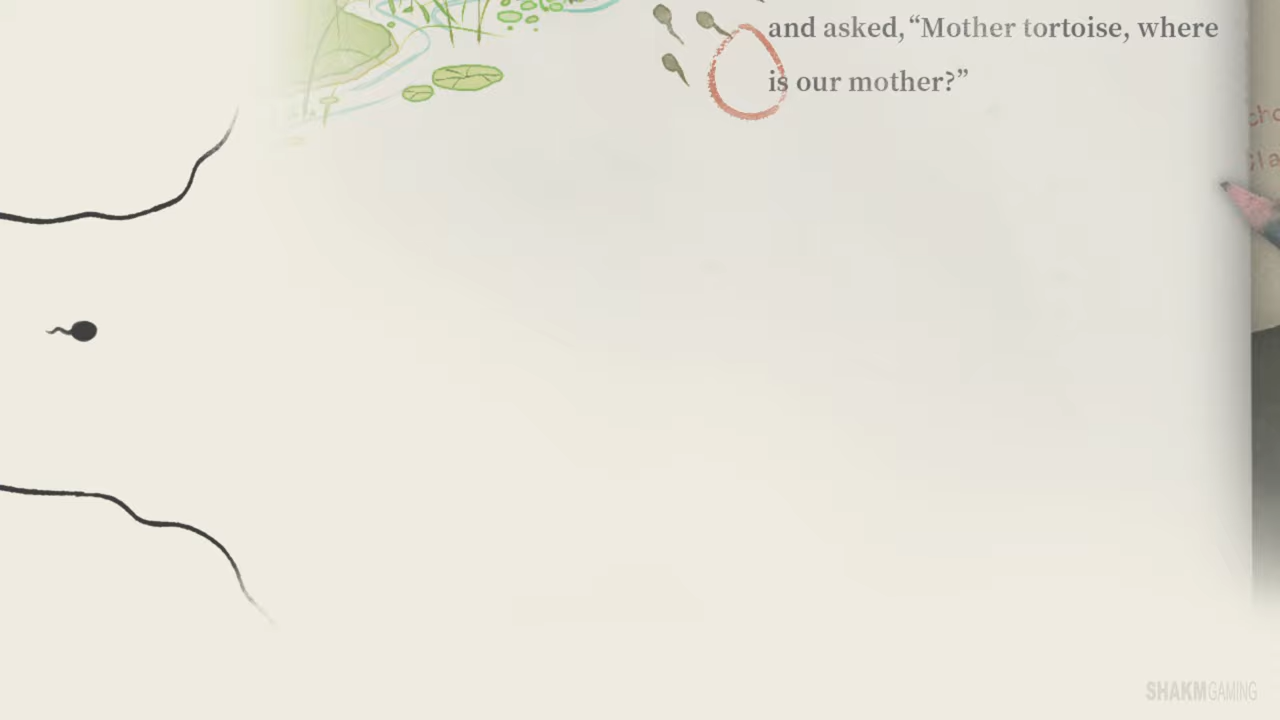 and asked, “Mother tortoise, where
is our mother?”
SHAKMGAMING